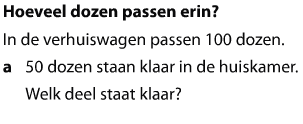 Hoeveel dozen passen erin?
In de verhuiswagen passen 100 dozen.
a 50 dozen staan klaar in de huiskamer.
Welk deel staat klaar?